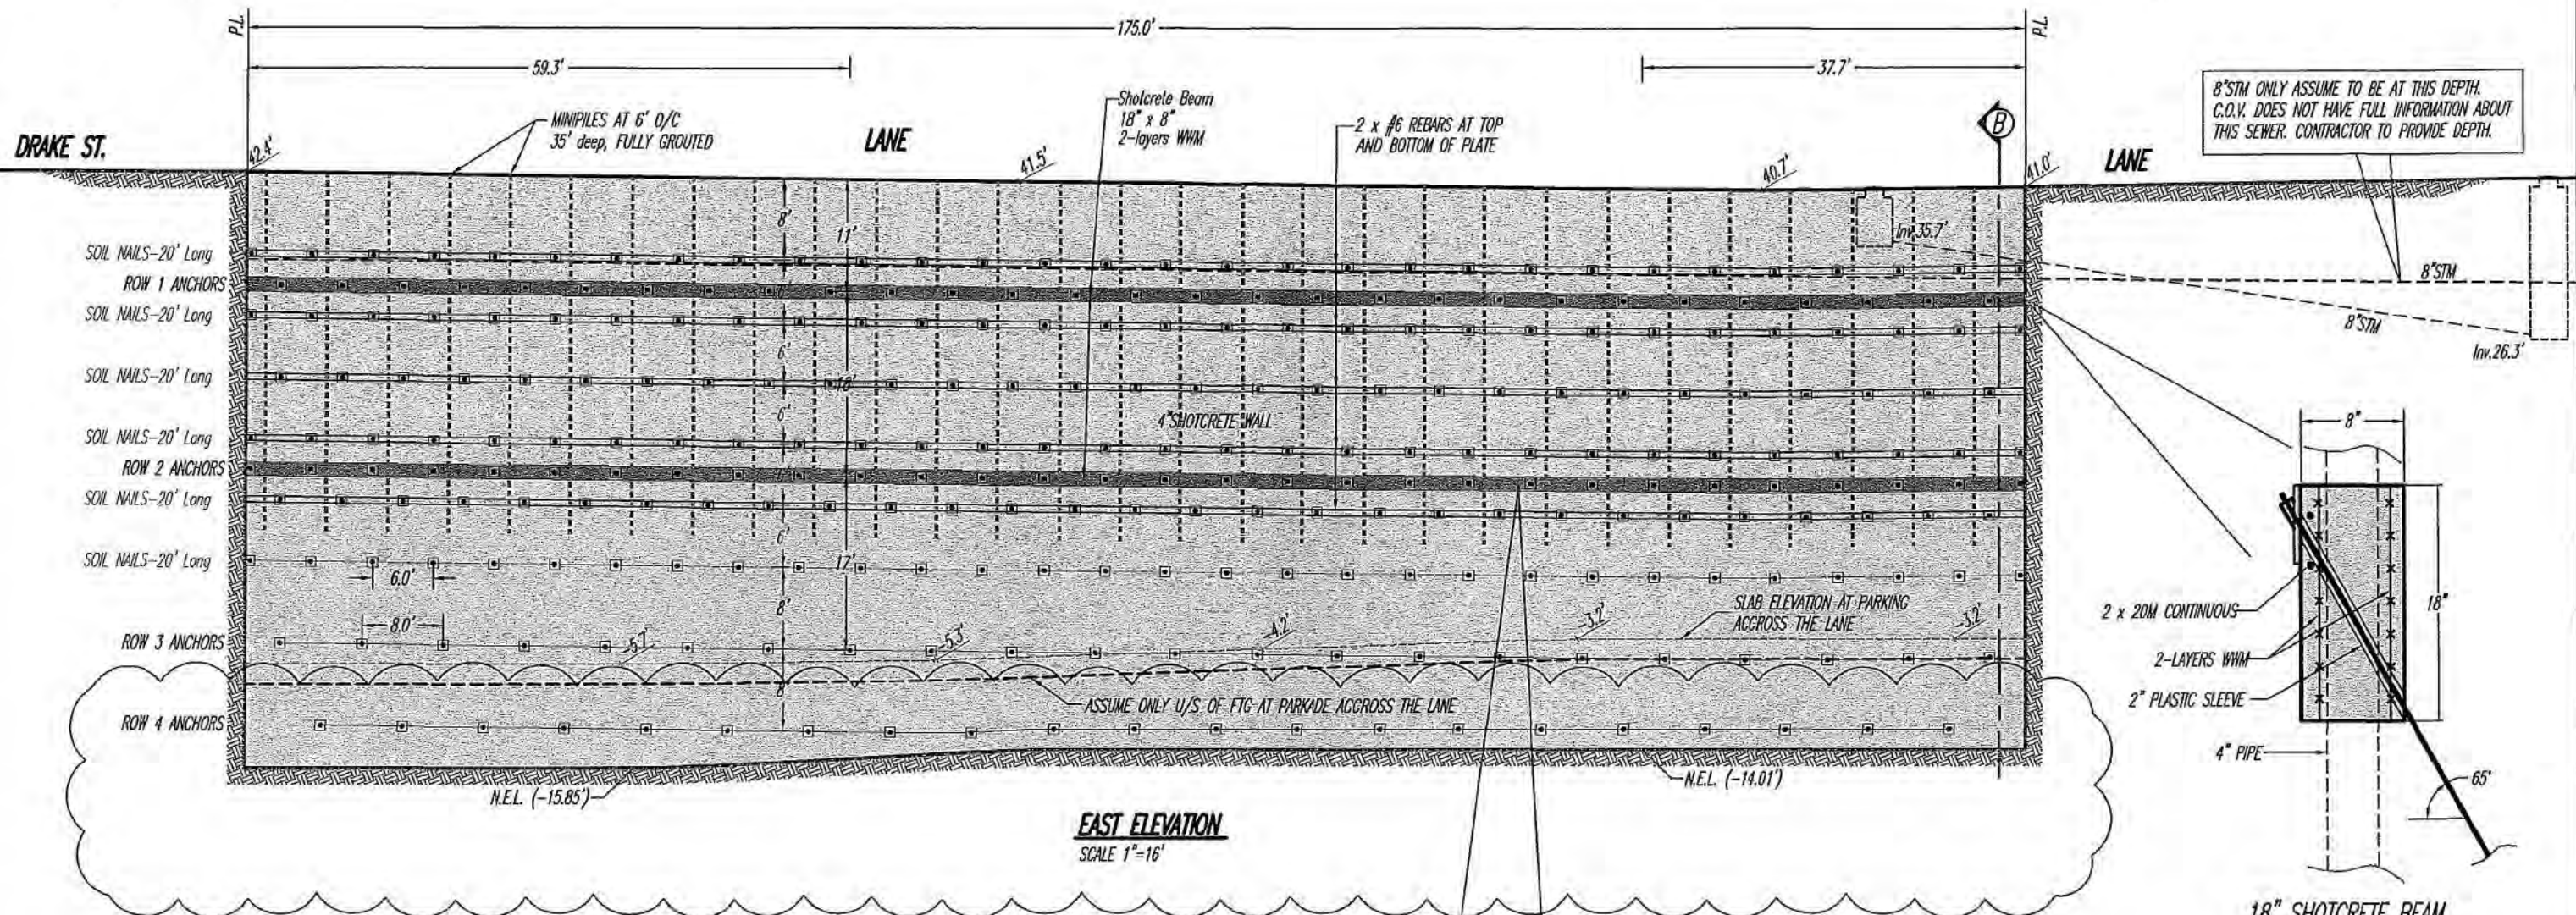 P.L.
175.0'
P.L.
59.3'
37.7'
8"STM ONLY ASSUME TO BE AT THIS DEPTH.
C.O.V. DOES NOT HAVE FULL INFORMATION ABOUT
THIS SEWER. CONTRACTOR TO PROVIDE DEPTH.
MINIPILES AT 6' O/C
35' deep, FULLY GROUTED
Shotcrete Beam
18" x 8"
2-layers WWM
2 x #6 REBARS AT TOP
AND BOTTOM OF PLATE
B
DRAKE ST.
LANE
LANE
42.4'
41.5'
40.7'
41.0'
8'
11'
Inv.35.7'
SOIL NAILS-20' Long
ROW 1 ANCHORS
SOIL NAILS-20' Long
8"STM
8"STM
Inv.26.3'
6'
SOIL NAILS-20' Long
18'
6'
4"SHOTCRETE WALL
SOIL NAILS-20' Long
ROW 2 ANCHORS
SOIL NAILS-20' Long
6'
SOIL NAILS-20' Long
17'
6.0'
8'
8.0'
SLAB ELEVATION AT PARKING
ACCROSS THE LANE
ROW 3 ANCHORS
-5.7'
-5.3'
-4.2'
-3.2'
-3.2'
8'
ASSUME ONLY U/S OF FTG AT PARKADE ACCROSS THE LANE
ROW 4 ANCHORS
N.E.L. (-15.85')
N.E.L. (-14.01')
EAST ELEVATION
SCALE 1"=16'
8"
18"
2 x 20M CONTINUOUS
2-LAYERS WWM
2" PLASTIC SLEEVE
4" PIPE
65'
18" SHOTCRETE BEAM